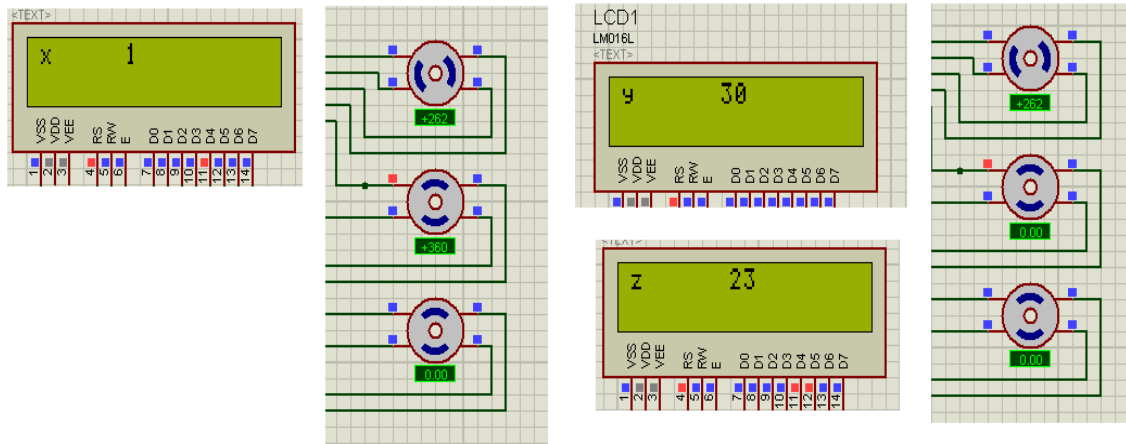 <TEXT>
x 1
VSS VDD VEE RS RW E D0 D1 D2 D3 D4 D5 D6 D7
1 2 3 4 5 6 7 8 9 10 11 12 13 14
+262
+360
0.00
LCD1
LM016L
<TEXT>
y 30
VSS VDD VEE RS RW E D0 D1 D2 D3 D4 D5 D6 D7
<TEXT>
z 23
VSS VDD VEE RS RW E D0 D1 D2 D3 D4 D5 D6 D7
1 2 3 4 5 6 7 8 9 10 11 12 13 14
+262
0.00
0.00